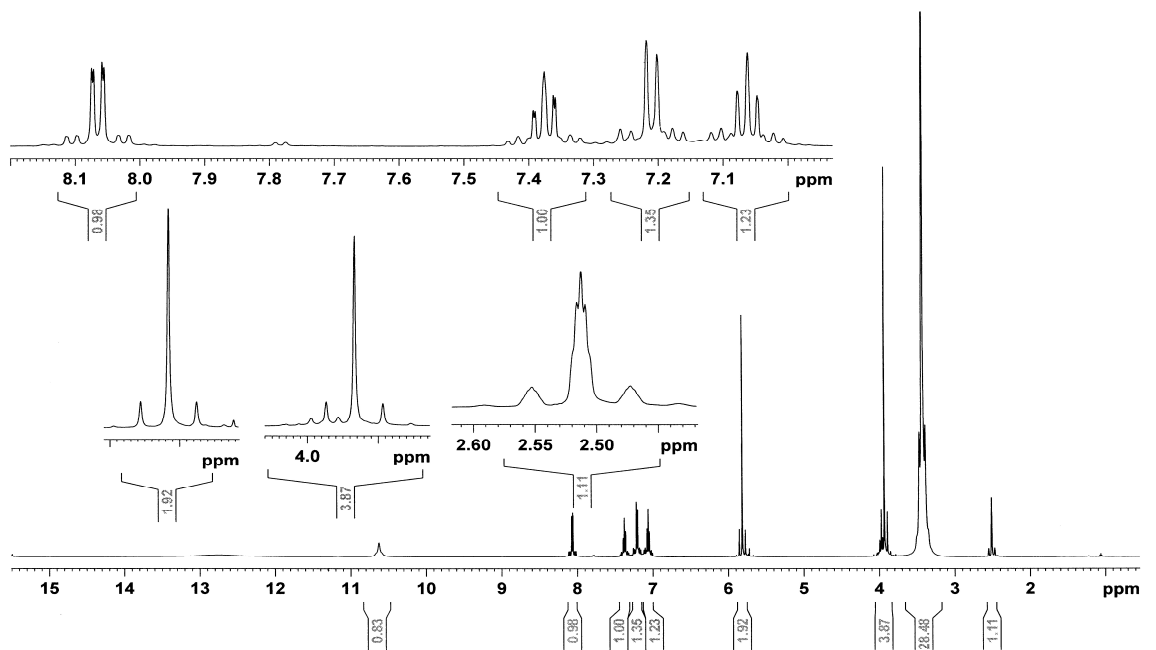 8.1 8.0 7.9 7.8 7.7 7.6 7.5 7.4 7.3 7.2 7.1 ppm
0.98 1.00 1.35 1.23
2.60 2.55 2.50 ppm
4.0 ppm
ppm
1.92 3.87 1.11
15 14 13 12 11 10 9 8 7 6 5 4 3 2 ppm
0.83 0.98 1.00 1.35 1.23 1.92 3.87 28.48 1.11